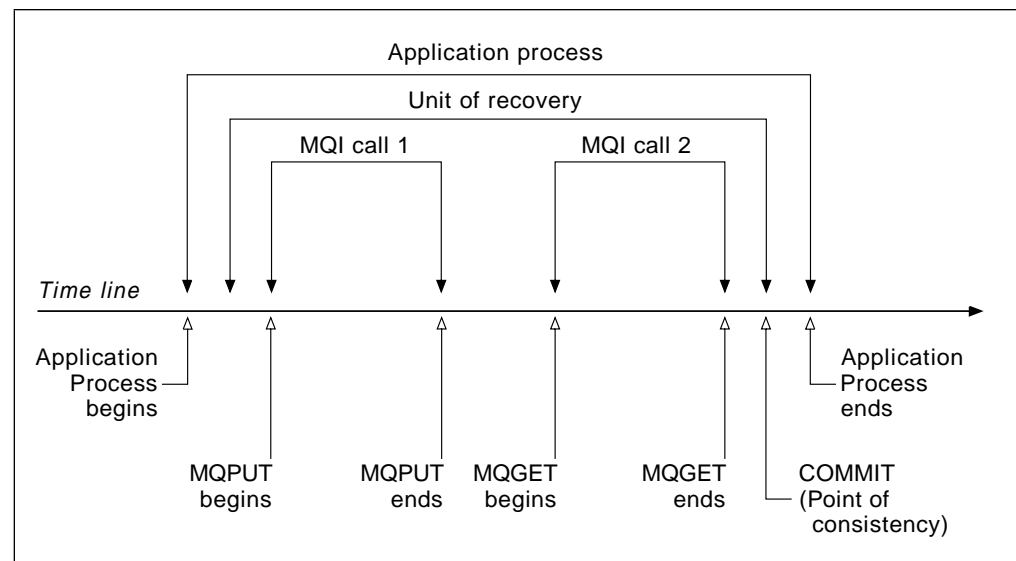 Application process
Unit of recovery
MQI call 1
MQI call 2
Time line
Application
Process
begins
Application
Process
ends
MQPUT
begins
MQPUT
ends
MQGET
begins
MQGET
ends
COMMIT
(Point of
consistency)